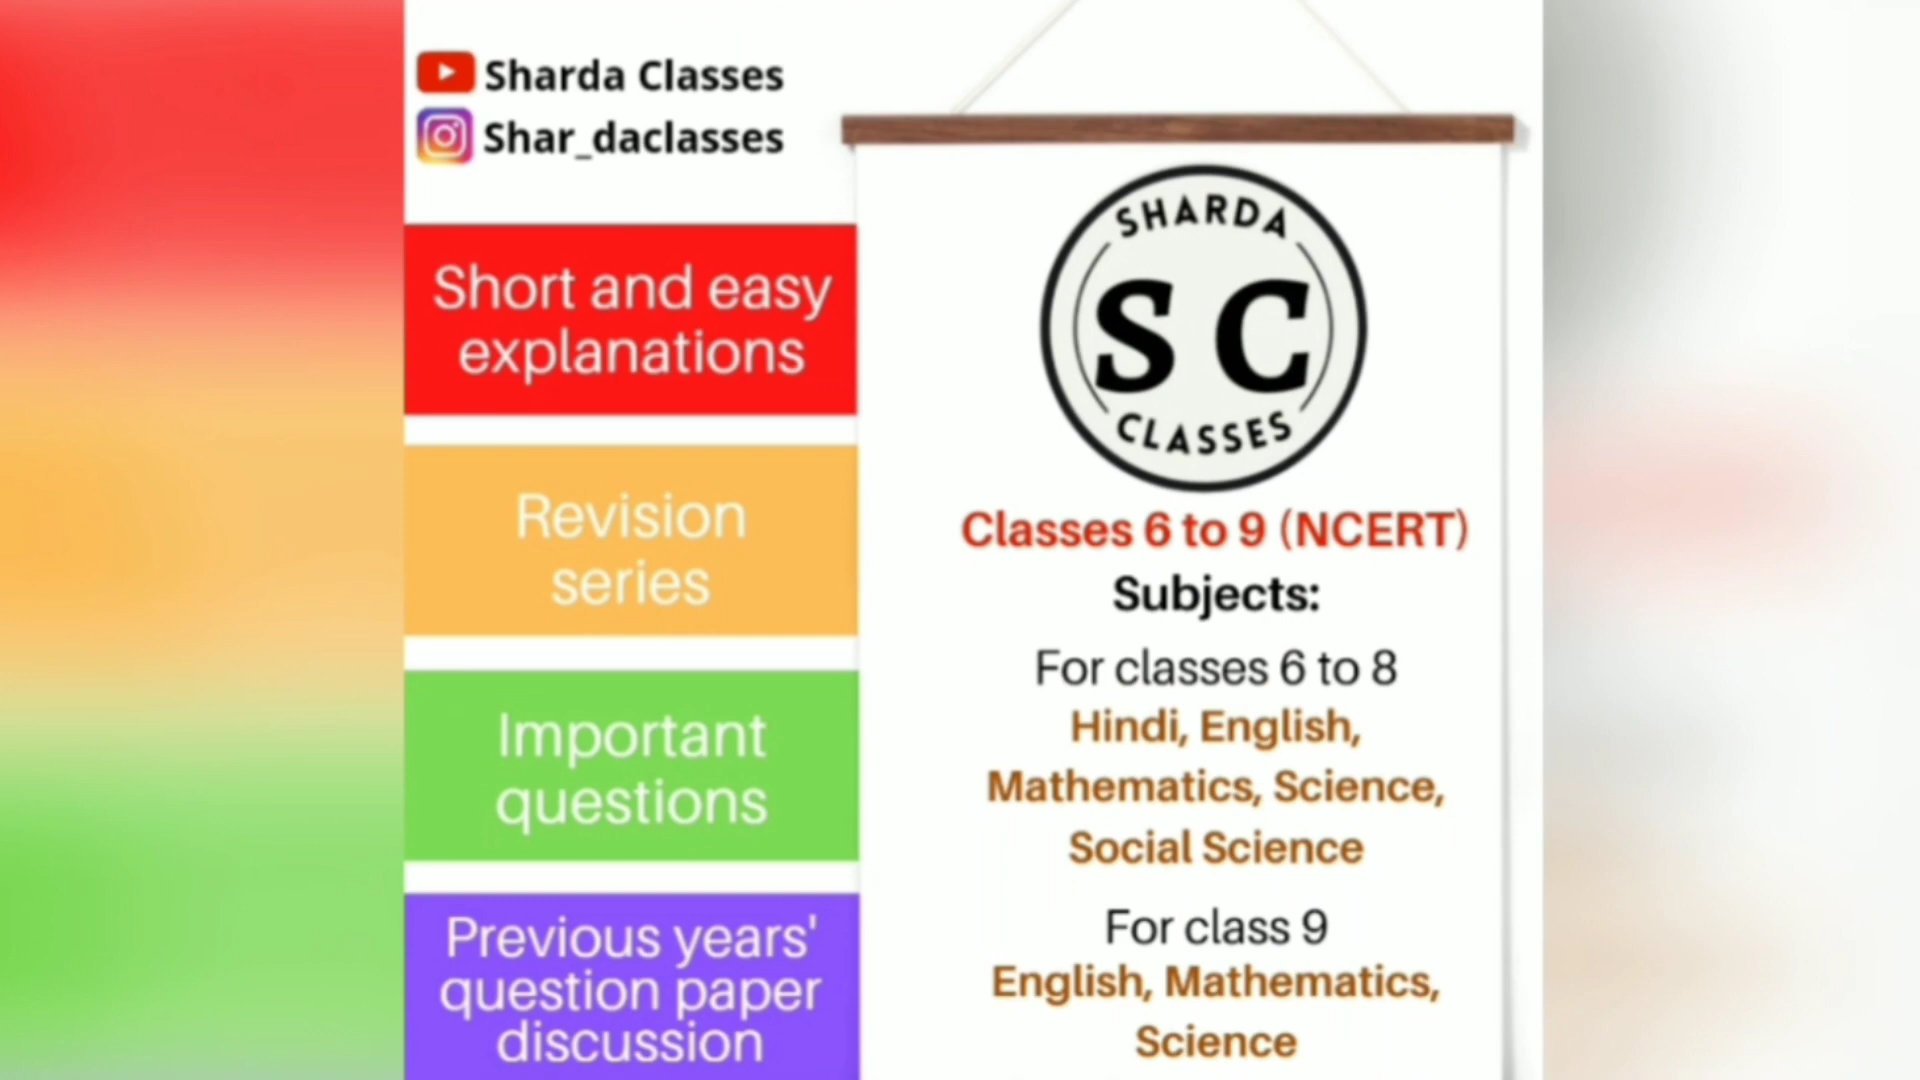 Sharda Classes
Shar_daclasses
Short and easy
explanations
Revision
series
Important
questions
Previous years'
question paper
discussion
SHARDA
S C
CLASSES
Classes 6 to 9 (NCERT)
Subjects:
For classes 6 to 8
Hindi, English,
Mathematics, Science,
Social Science
For class 9
English, Mathematics,
Science